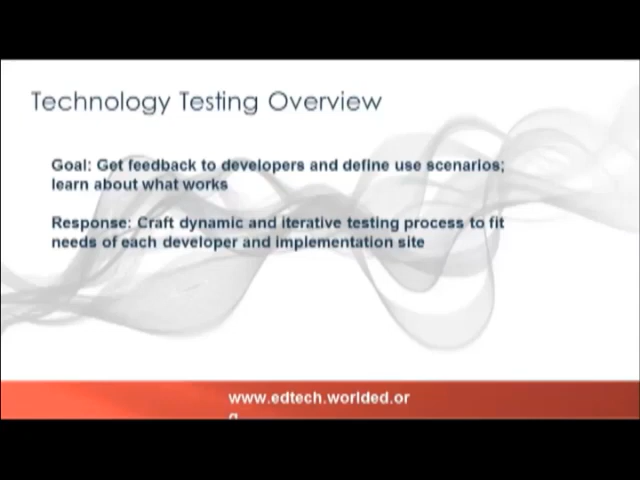 Technology Testing Overview
Goal: Get feedback to developers and define use scenarios;
learn about what works
Response: Craft dynamic and iterative testing process to fit
needs of each developer and implementation site
www.edtech.worlded.or
g